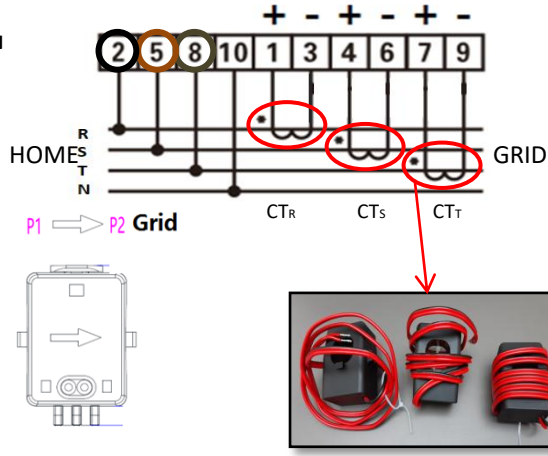 + - + - + -
2 5 8 10 1 3 4 6 7 9
R
HOME S GRID
T
N
CTR CTS CTT
P1 P2 Grid